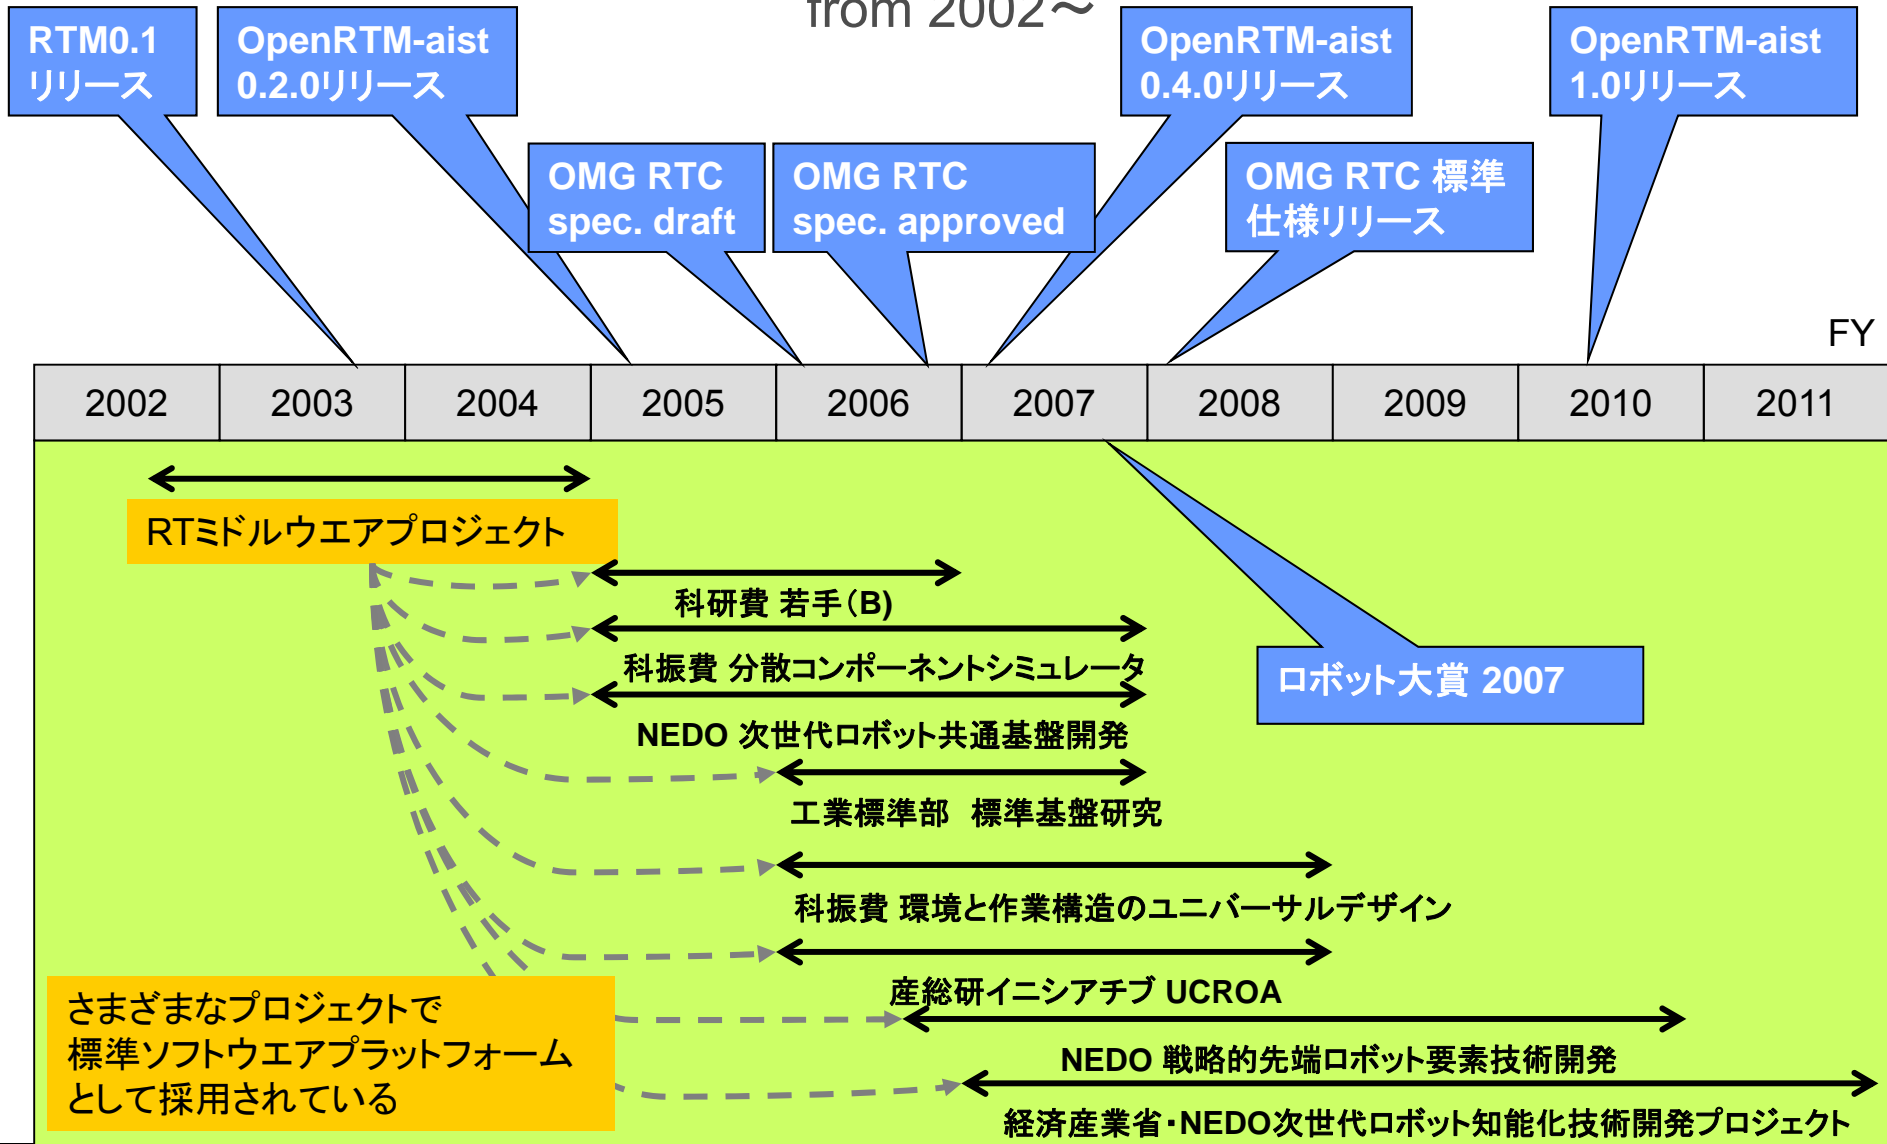 from 2002～
RTM0.1
リリース
OpenRTM-aist
0.2.0リリース
OpenRTM-aist
0.4.0リリース
OpenRTM-aist
1.0リリース
OMG RTC
spec. draft
OMG RTC
spec. approved
OMG RTC 標準
仕様リリース
FY
2002 2003 2004 2005 2006 2007 2008 2009 2010 2011
RTミドルウエアプロジェクト
科研費 若手（B)
科振費 分散コンポーネントシミュレータ
ロボット大賞 2007
NEDO 次世代ロボット共通基盤開発
工業標準部　標準基盤研究
科振費 環境と作業構造のユニバーサルデザイン
産総研イニシアチブ UCROA
さまざまなプロジェクトで
標準ソフトウエアプラットフォーム
として採用されている
NEDO 戦略的先端ロボット要素技術開発
経済産業省・NEDO次世代ロボット知能化技術開発プロジェクト